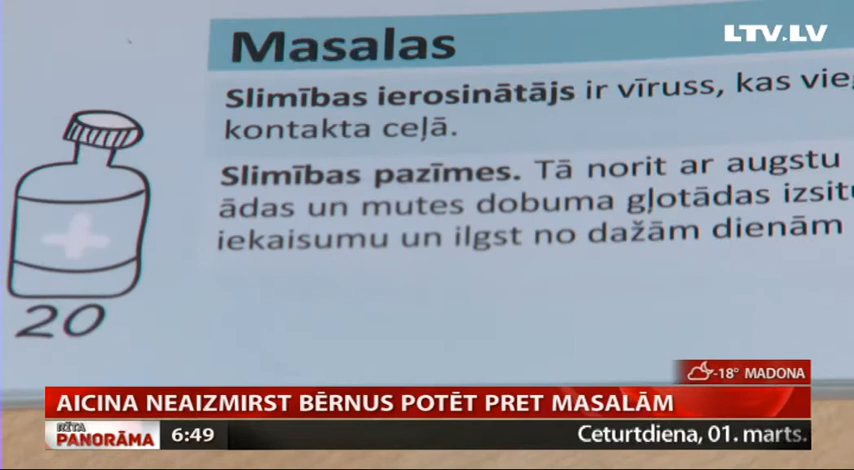 LTV.LV
Masalas
Slimības ierosinātājs ir vīruss, kas
kontakta ceļā.
Slimības pazīmes. Tā norit ar augstu
ādas un mutes dobuma gļotādas
iekaisumu un ilgst no dažām dienām
20
-18° MADONA
AICINA NEAIZMIRST BĒRNUS POTĒT PRET MASALĀM
RĪTA
PANORĀMA 6:49 Ceturtdiena, 01. marts.